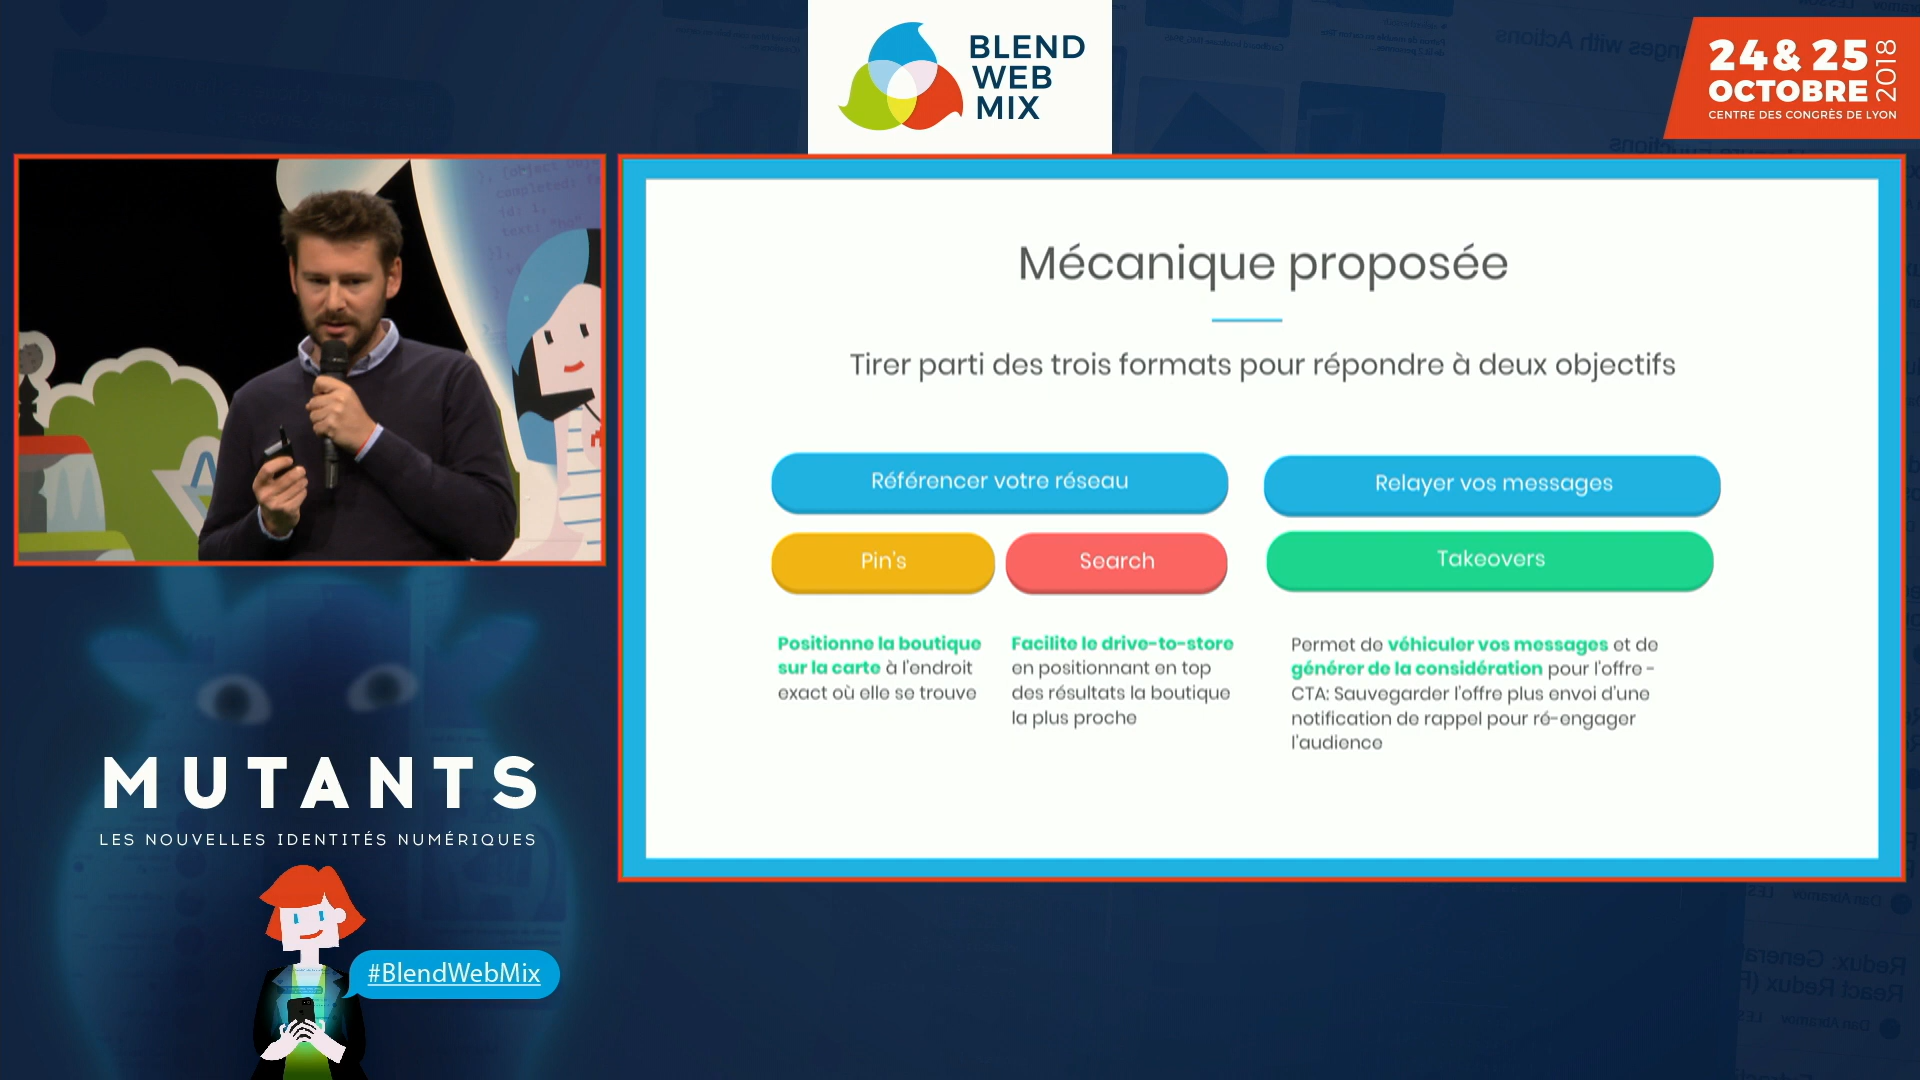 BLEND
WEB
MIX
24 & 25
OCTOBRE
2018
CENTRE DES CONGRÈS DE LYON
Mécanique proposée
Tirer parti des trois formats pour répondre à deux objectifs
Référencer votre réseau
Relayer vos messages
Pin's
Search
Takeovers
Positionne la boutique
sur la carte à l'endroit
exact où elle se trouve
Facilite le drive-to-store
en positionnant en top
des résultats la boutique
la plus proche
Permet de véhiculer vos messages et de
générer de la considération pour l'offre -
CTA: Sauvegarder l'offre plus envoi d'une
notification de rappel pour ré-engager
l'audience
MUTANTS
LES NOUVELLES IDENTITÉS NUMÉRIQUES
#BlendWebMix